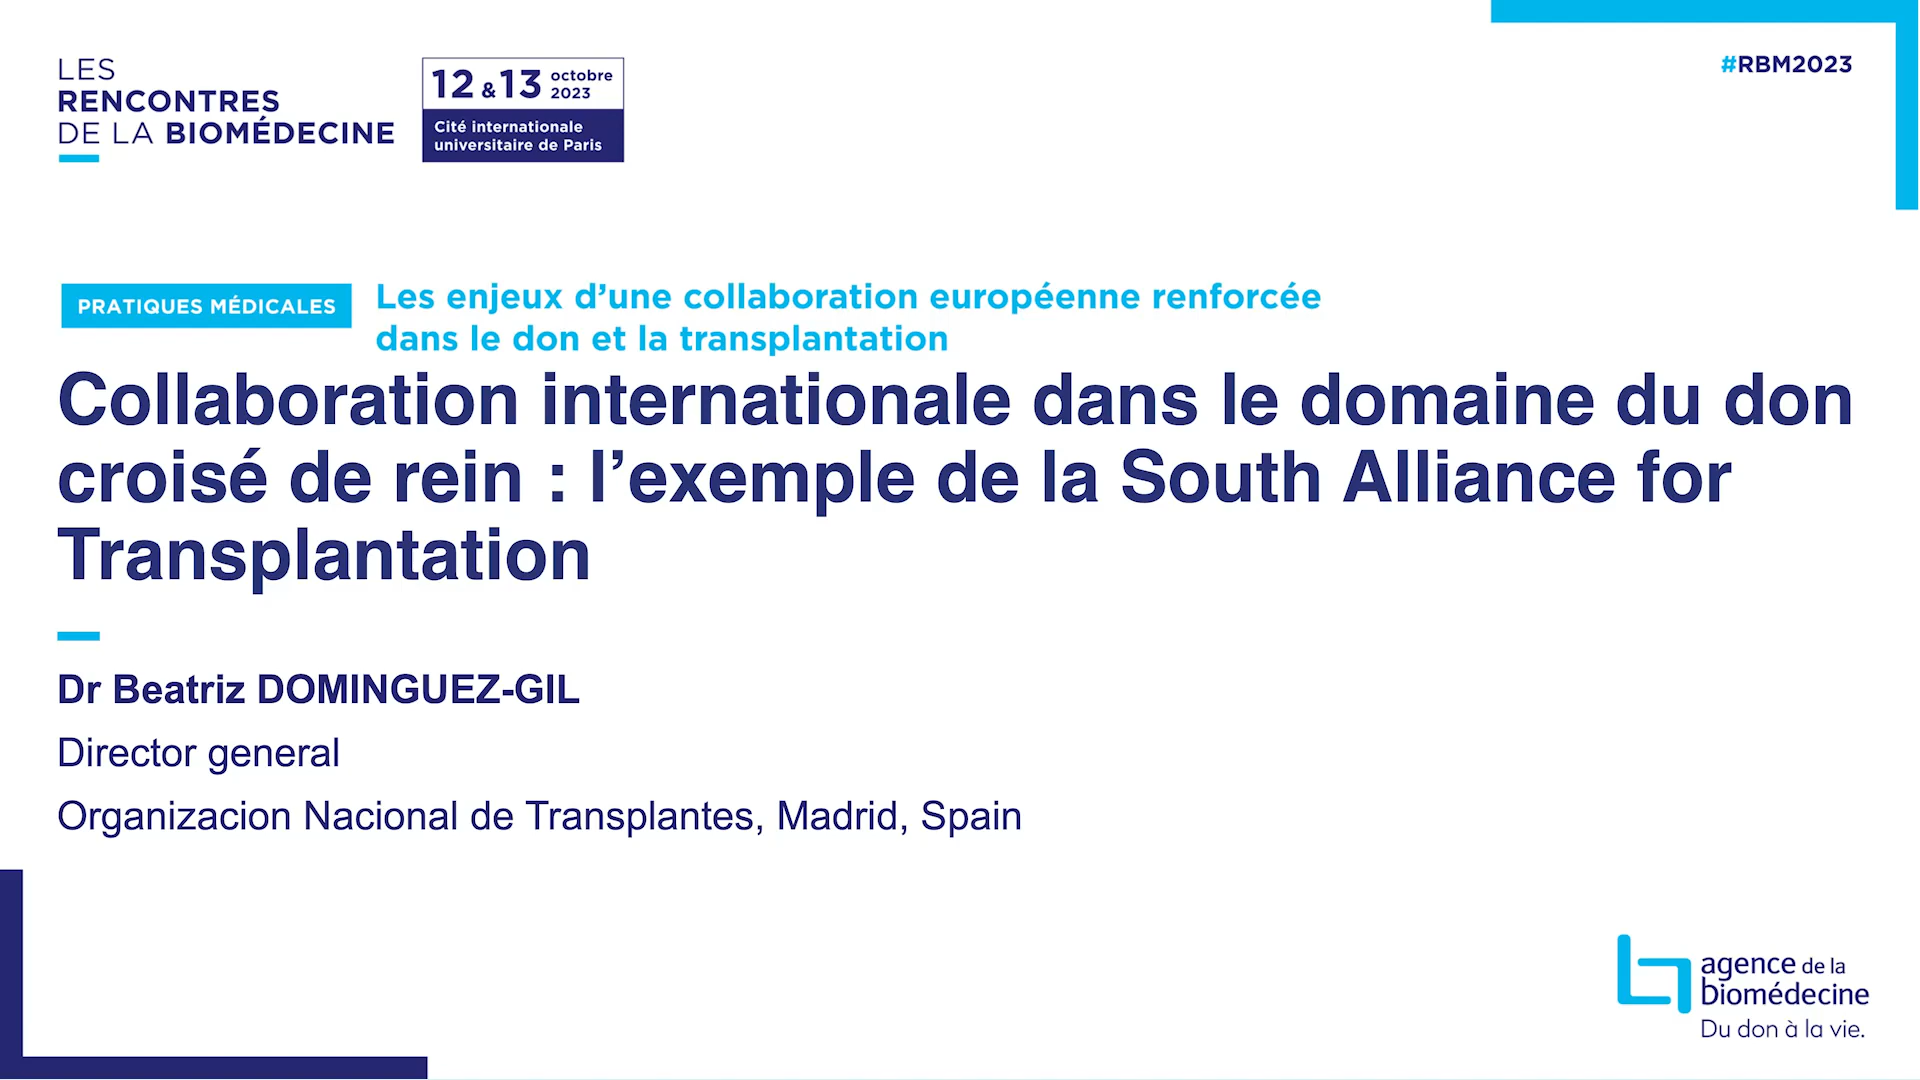 LES
RENCONTRES
DE LA BIOMÉDECINE
12 & 13 octobre 2023
Cité internationale
universitaire de Paris
#RBM2023
PRATIQUES MÉDICALES
Les enjeux d’une collaboration européenne renforcée
dans le don et la transplantation
Collaboration internationale dans le domaine du don
croisé de rein : l’exemple de la South Alliance for
Transplantation
Dr Beatriz DOMINGUEZ-GIL
Director general
Organizacion Nacional de Transplantes, Madrid, Spain
agence de la
biomédecine
Du don à la vie.